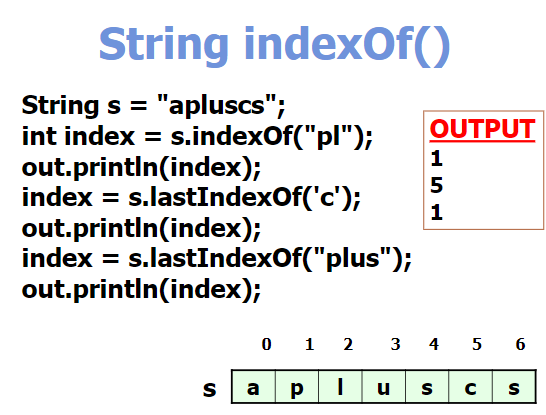 String indexOf()
String s = "apluscs";
int index = s.indexOf("pl");
out.println(index);
index = s.lastIndexOf('c');
out.println(index);
index = s.lastIndexOf("plus");
out.println(index);
OUTPUT
1
5
1
0 1 2 3 4 5 6
s a p l u s c s